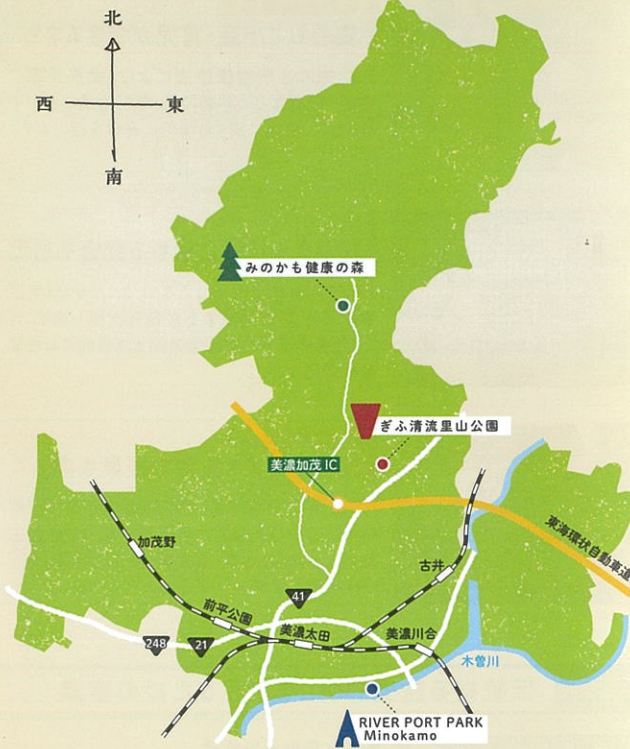 北
西
東
南
みのかも健康の森
ぎふ清流里山公園
美濃加茂IC
東海環状自動車道
加茂野
古井
41
前平公園
美濃太田
美濃川合
248
21
木曽川
RIVER PORT PARK
Minokamo